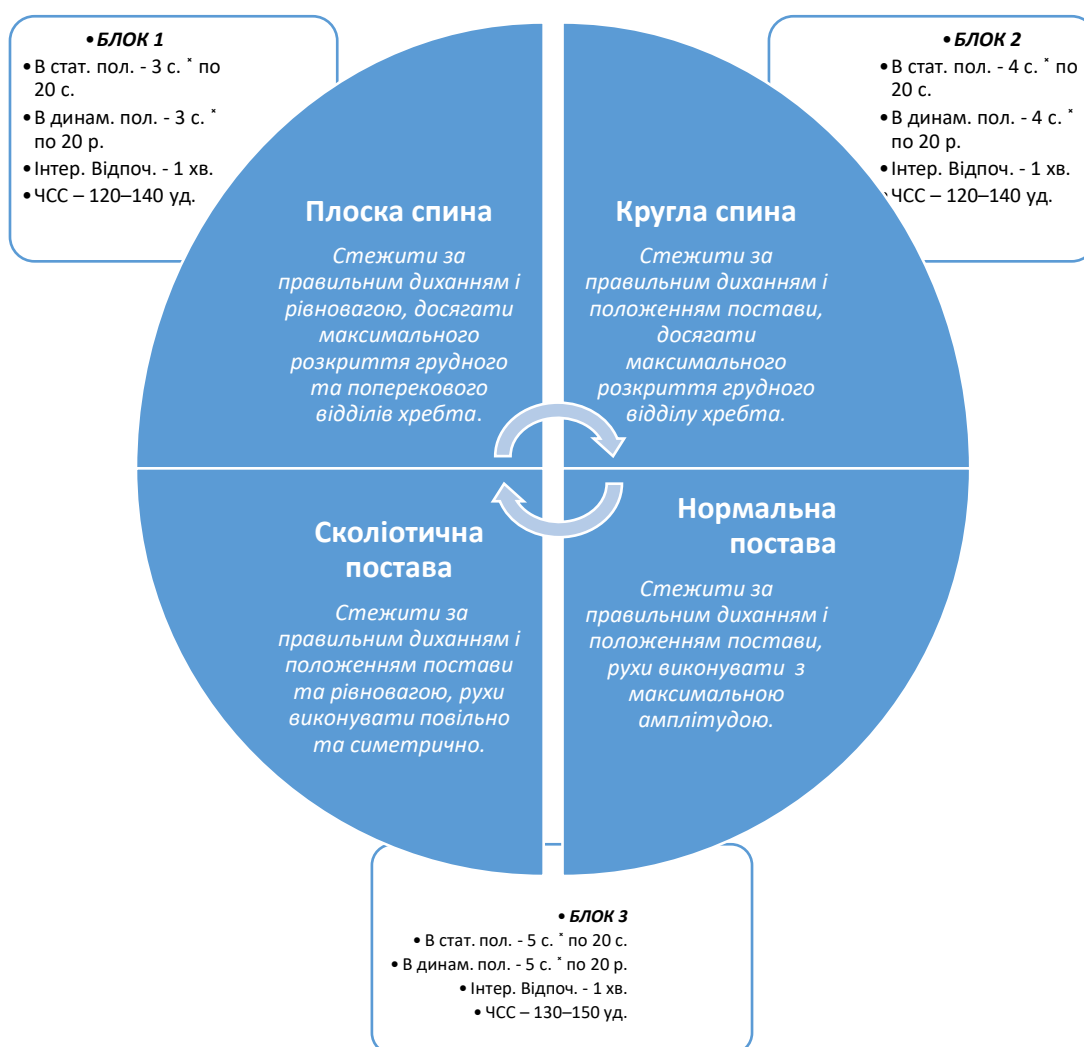 • БЛОК 1
• В стат. пол. - 3 с. ˟ по
20 с.
• В динам. пол. - 3 с. ˟
по 20 р.
• Інтер. Відпоч. - 1 хв.
• ЧСС – 120–140 уд.
• БЛОК 2
• В стат. пол. - 4 с. ˟ по
20 с.
• В динам. пол. - 4 с. ˟
по 20 р.
• Інтер. Відпоч. - 1 хв.
• ЧСС – 120–140 уд.
Плоска спина
Стежити за
правильним диханням і
рівновагою, досягати
максимального
розкриття грудного
та поперекового
відділів хребта.
Кругла спина
Стежити за
правильним диханням і
положенням постави,
досягати
максимального
розкриття грудного
відділу хребта.
Сколіотична
постава
Стежити за
правильним диханням і
положенням постави
та рівновагою, рухи
виконувати повільно
та симетрично.
Нормальна
постава
Стежити за
правильним диханням і
положенням постави,
рухи виконувати з
максимальною
амплітудою.
• БЛОК 3
• В стат. пол. - 5 с. ˟ по 20 с.
• В динам. пол. - 5 с. ˟ по 20 р.
• Інтер. Відпоч. - 1 хв.
• ЧСС – 130–150 уд.